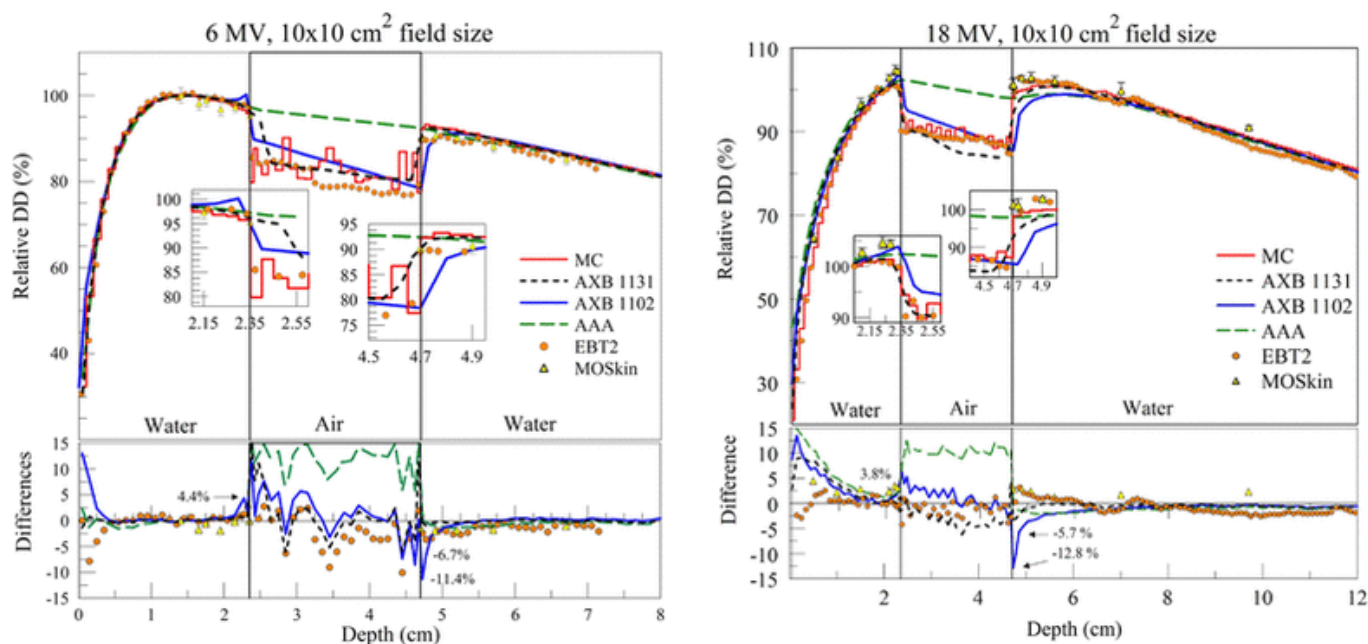 6 MV, 10x10 cm² field size
Relative DD (%)
100
80
60
40
100
95
90
85
80
2.15 2.35 2.55
95
90
85
80
75
4.5 4.7 4.9
MC
AXB 1131
AXB 1102
AAA
EBT2
MOSkin
Water Air Water
Differences
15
10
5
0
-5
-10
-15
4.4%
-6.7%
-11.4%
0 1 2 3 4 5 6 7 8
Depth (cm)
18 MV, 10x10 cm² field size
Relative DD (%)
110
90
70
50
30
100
90
2.15 2.35 2.55
100
90
4.5 4.7 4.9
MC
AXB 1131
AXB 1102
AAA
EBT2
MOSkin
Water Air Water
Difference
15
10
5
0
-5
-10
-15
3.8%
-5.7 %
-12.8 %
2 4 6 8 10 12
Depth (cm)